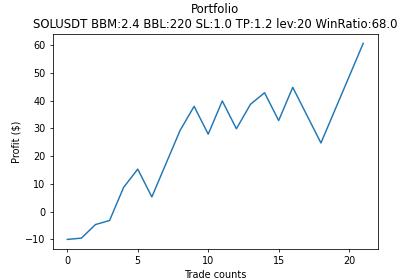 Portfolio
SOLUSDT BBM:2.4 BBL:220 SL:1.0 TP:1.2 lev:20 WinRatio:68.0
60
50
40
30
20
10
0
−10
Profit ($)
0 5 10 15 20
Trade counts